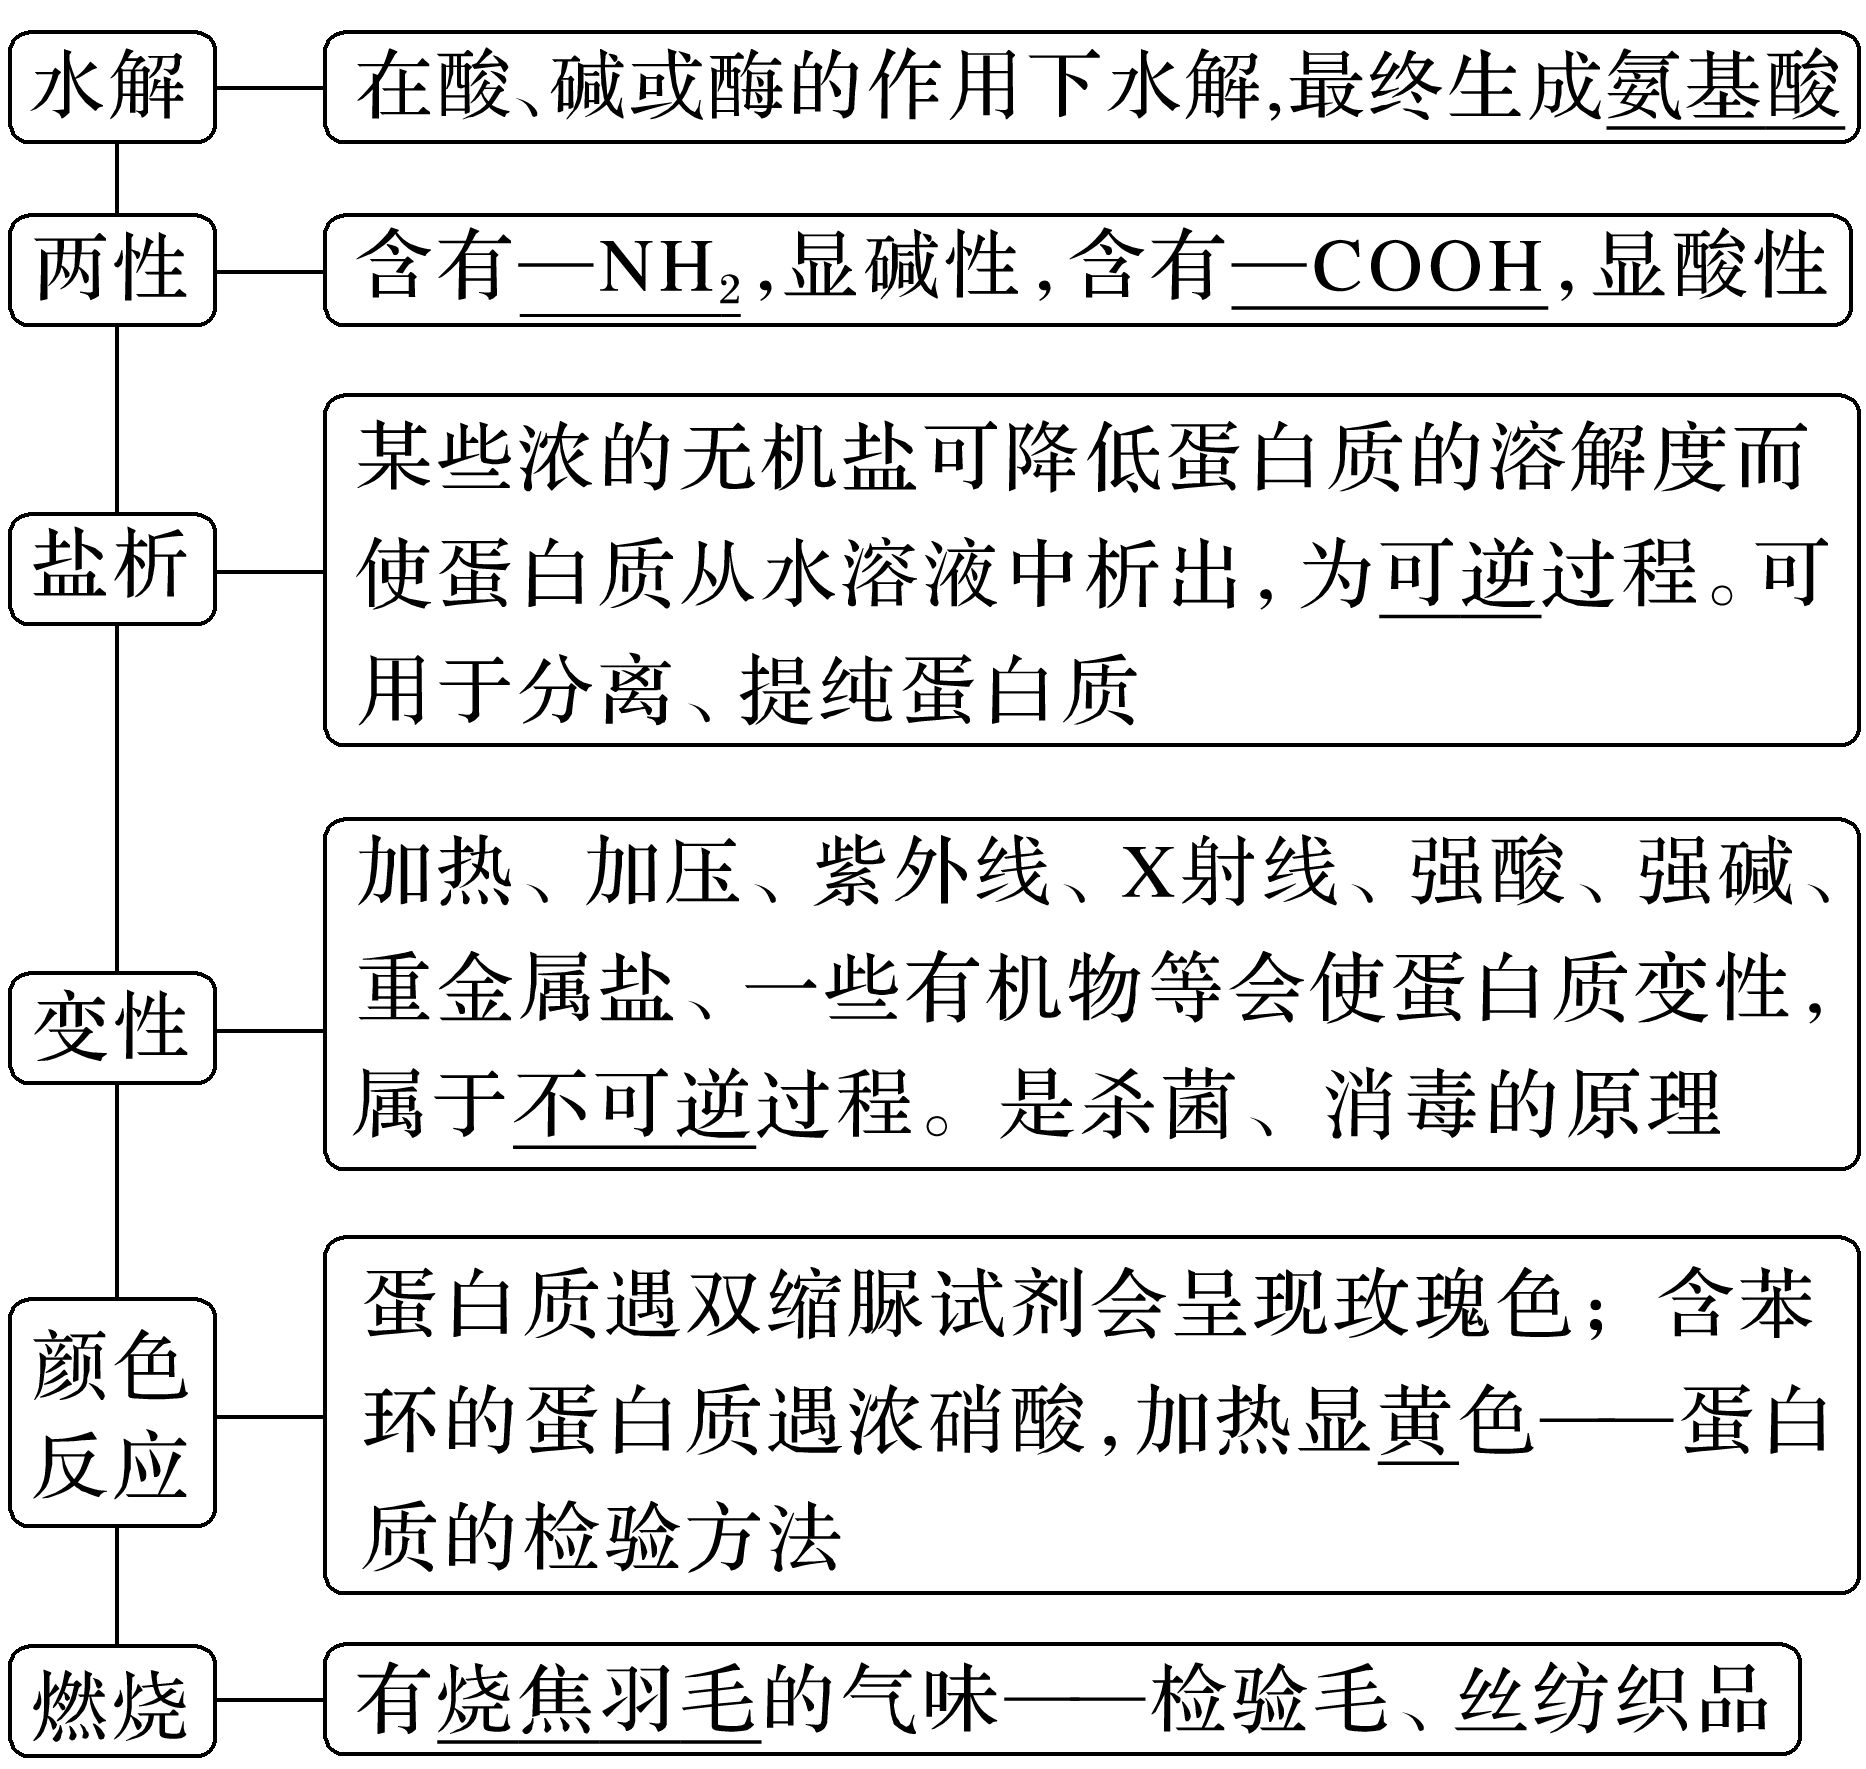 水解
在酸、碱或酶的作用下水解,最终生成氨基酸
两性
含有—NH₂,显碱性,含有—COOH,显酸性
盐析
某些浓的无机盐可降低蛋白质的溶解度而
使蛋白质从水溶液中析出,为可逆过程。可
用于分离、提纯蛋白质
变性
加热、加压、紫外线、X射线、强酸、强碱、
重金属盐、一些有机物等会使蛋白质变性,
属于不可逆过程。是杀菌、消毒的原理
颜色
反应
蛋白质遇双缩脲试剂会呈现玫瑰色；含苯
环的蛋白质遇浓硝酸,加热显黄色——蛋白
质的检验方法
燃烧
有烧焦羽毛的气味——检验毛、丝纺织品